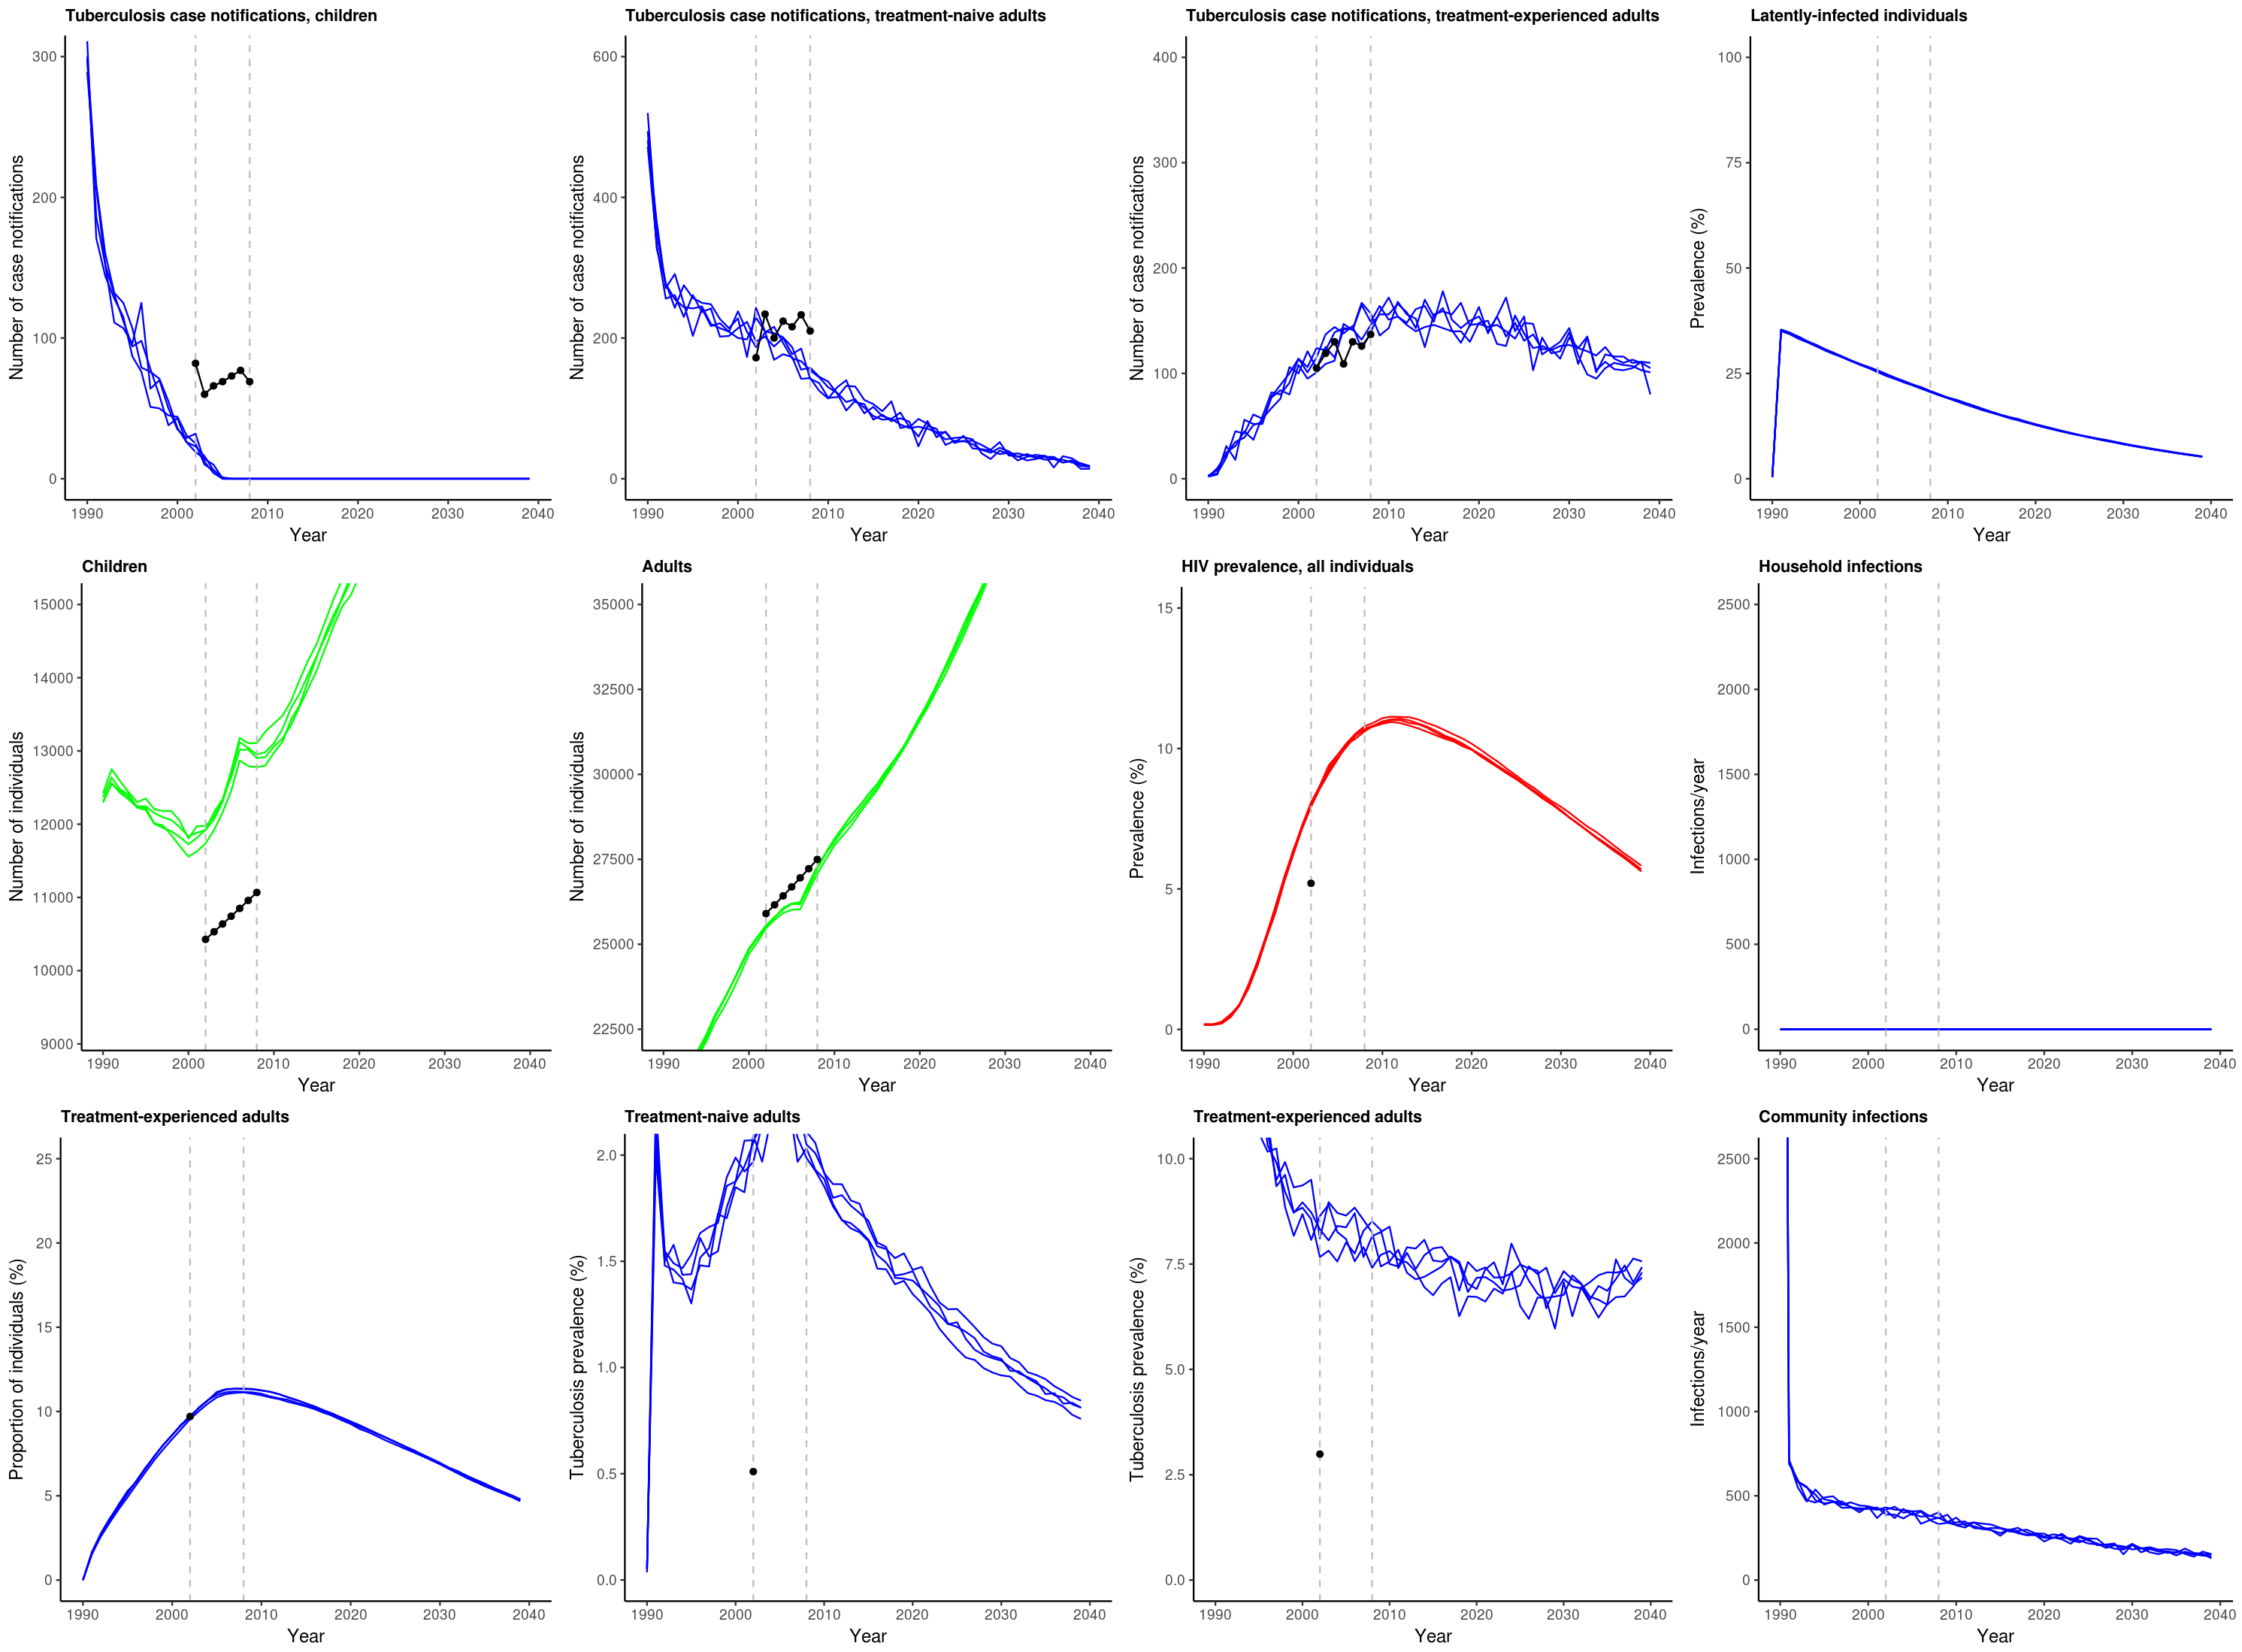 Tuberculosis case notifications, children
Number of case notifications
300
200
100
0
1990 2000 2010 2020 2030 2040
Year
Tuberculosis case notifications, treatment-naive adults
Number of case notifications
600
400
200
0
1990 2000 2010 2020 2030 2040
Year
Tuberculosis case notifications, treatment-experienced adults
Number of case notifications
400
300
200
100
0
1990 2000 2010 2020 2030 2040
Year
Latently-infected individuals
Prevalence (%)
100
75
50
25
0
1990 2000 2010 2020 2030 2040
Year
Children
Number of individuals
15000
14000
13000
12000
11000
10000
9000
1990 2000 2010 2020 2030 2040
Year
Adults
Number of individuals
35000
32500
30000
27500
25000
22500
1990 2000 2010 2020 2030 2040
Year
HIV prevalence, all individuals
Prevalence (%)
15
10
5
0
1990 2000 2010 2020 2030 2040
Year
Household infections
Infections/year
2500
2000
1500
1000
500
0
1990 2000 2010 2020 2030 2040
Year
Treatment-experienced adults
Proportion of individuals (%)
25
20
15
10
5
0
1990 2000 2010 2020 2030 2040
Year
Treatment-naive adults
Tuberculosis prevalence (%)
2.0
1.5
1.0
0.5
0.0
1990 2000 2010 2020 2030 2040
Year
Treatment-experienced adults
Tuberculosis prevalence (%)
10.0
7.5
5.0
2.5
0.0
1990 2000 2010 2020 2030 2040
Year
Community infections
Infections/year
2500
2000
1500
1000
500
0
1990 2000 2010 2020 2030 2040
Year